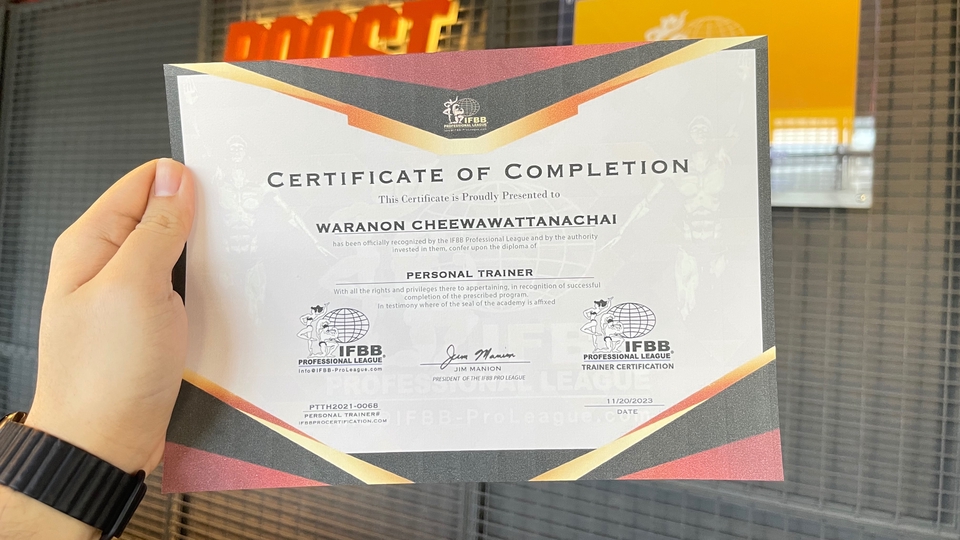 BOOST
IFBB
PROFESSIONAL LEAGUE
CERTIFICATE OF COMPLETION
This Certificate is Proudly Presented to
WARANON CHEEWAWATTANACHAI
has been officially recognized by the IFBB Professional League and by the authority
invested in them, confer upon the diploma of
PERSONAL TRAINER
With all the rights and privileges there to appertaining, in recognition of successful
completion of the prescribed program.
In testimony where of the seal of the academy is affixed
IFBB
PROFESSIONAL LEAGUE
Info@IFBB-ProLeague.com
Jim Manion
JIM MANION
PRESIDENT OF THE IFBB PRO LEAGUE
IFBB
PROFESSIONAL LEAGUE
TRAINER CERTIFICATION
PTTH2021-0068
PERSONAL TRAINER#
IFBBPROCERTIFICATION.COM
11/20/2023
DATE